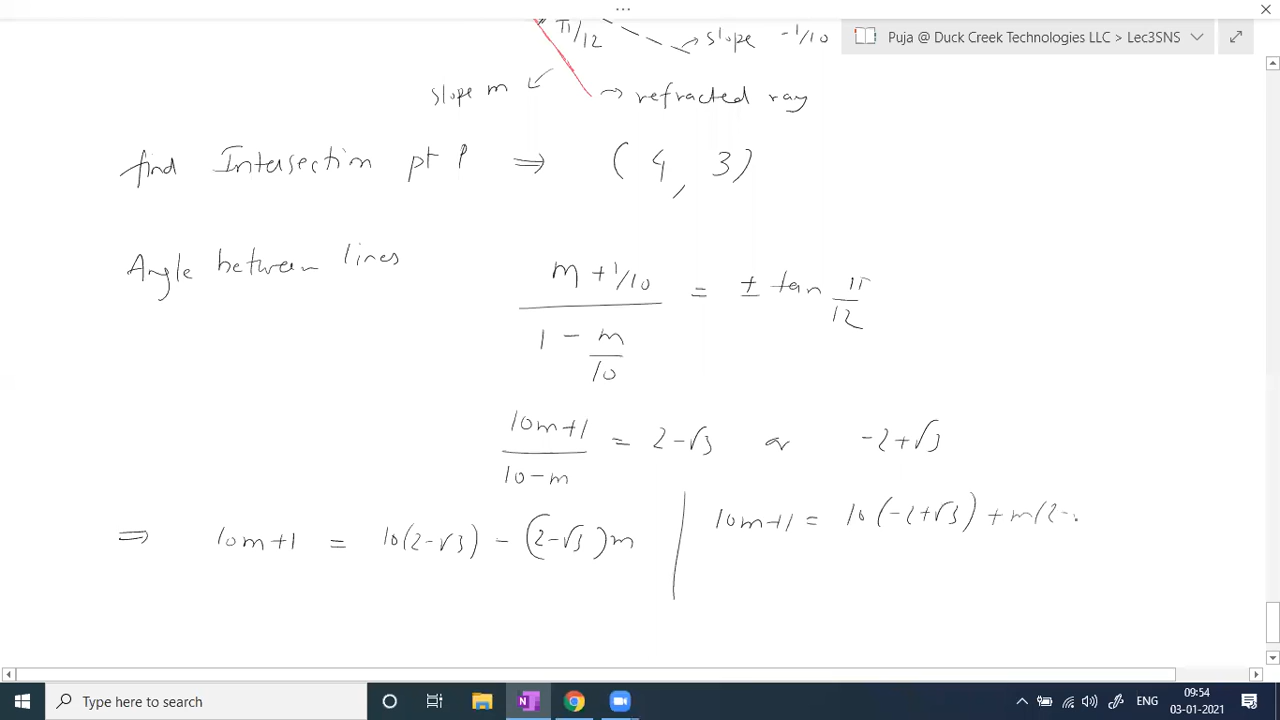 π/12 slope -1/10
Puja @ Duck Creek Technologies LLC > Lec3SNS
slope m
refracted ray
find Intersection pt P ⇒ (4, 3)
Angle between lines
(m + 1/10) / (1 - m/10) = ± tan π/12
(10m+1) / (10-m) = 2-√3 or -2+√3
⇒ 10m+1 = 10(2-√3) - (2-√3)m | 10m+1 = 10(-2+√3) + m(2-
Type here to search
ENG
09:54
03-01-2021